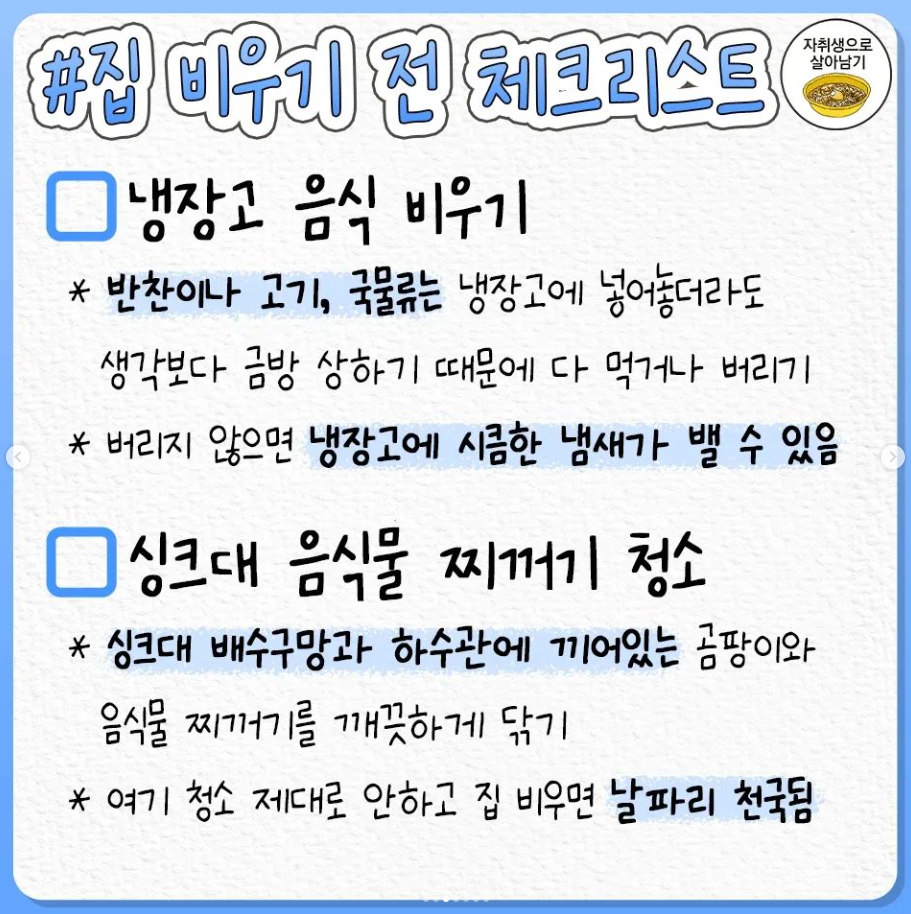 #집 비우기 전 체크리스트
자취생으로
살아남기
냉장고 음식 비우기
* 반찬이나 고기, 국물류는 냉장고에 넣어놓더라도
생각보다 금방 상하기 때문에 다 먹거나 버리기
* 버리지 않으면 냉장고에 시큼한 냄새가 밸 수 있음
싱크대 음식물 찌꺼기 청소
* 싱크대 배수구망과 하수관에 끼어있는 곰팡이와
음식물 찌꺼기를 깨끗하게 닦기
* 여기 청소 제대로 안하고 집 비우면 날파리 천국됨